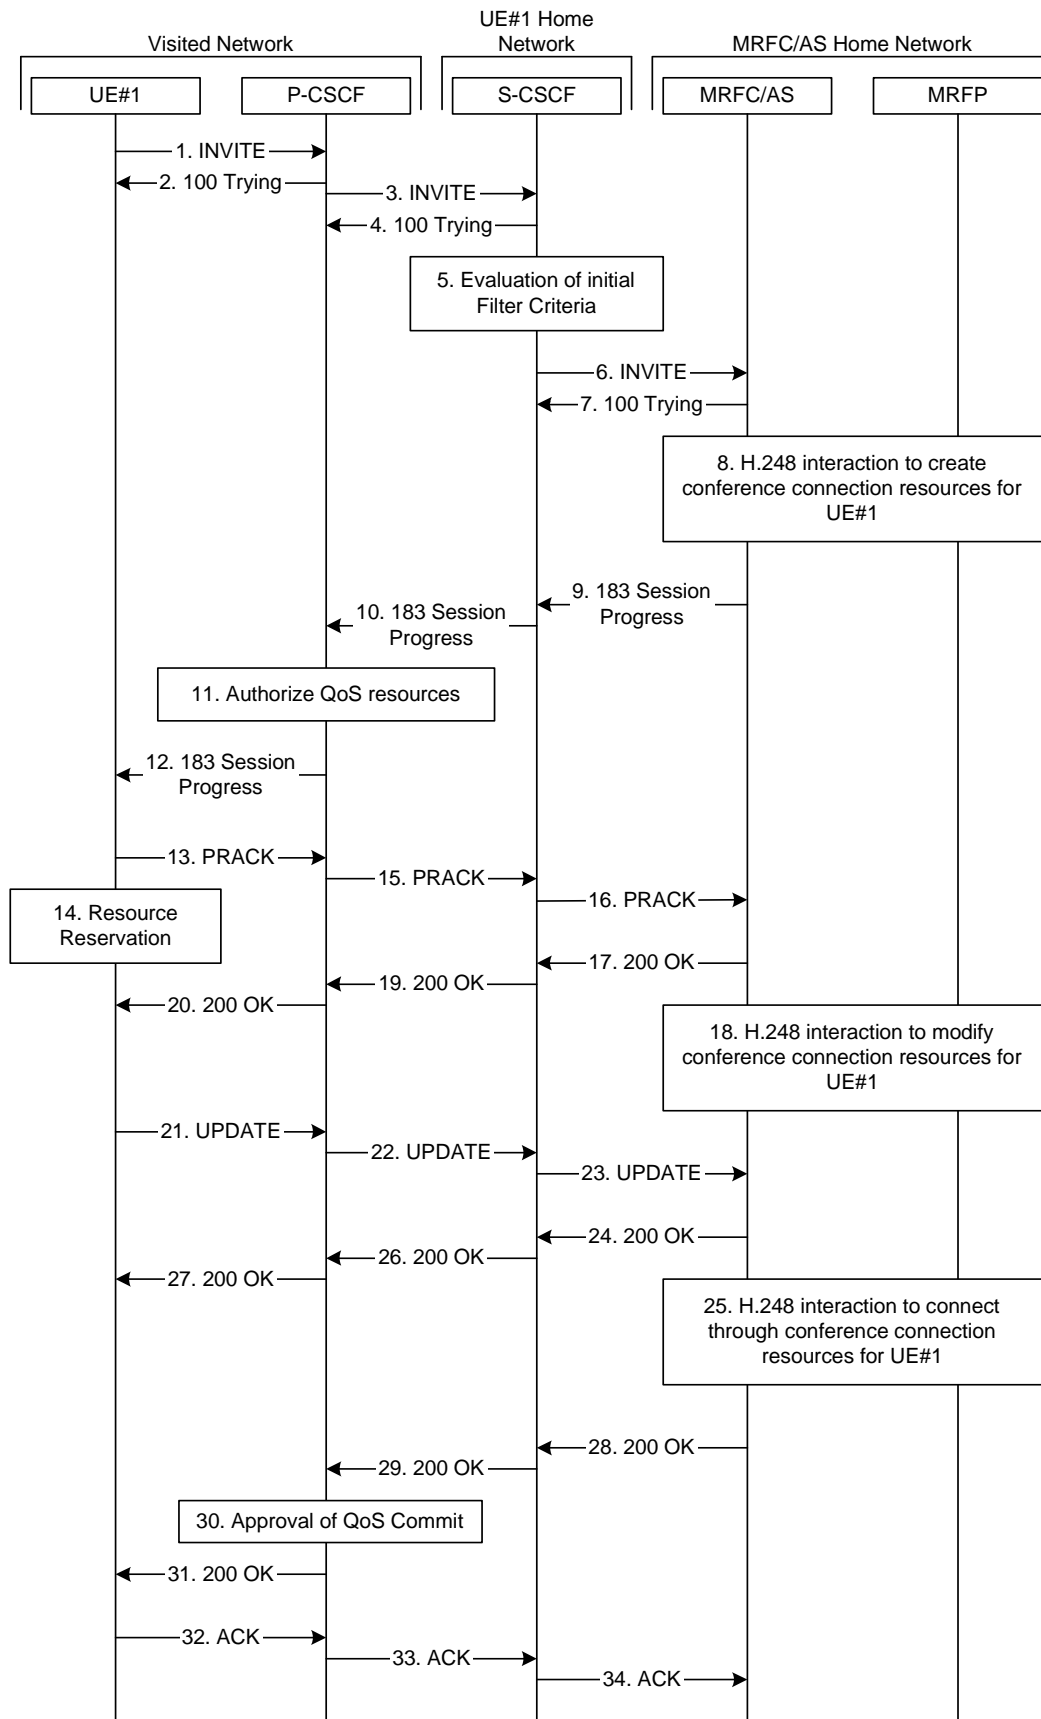 UE#1 Home
Network
Visited Network
MRFC/AS Home Network
UE#1
P-CSCF
S-CSCF
MRFC/AS
MRFP
1. INVITE
2. 100 Trying
3. INVITE
4. 100 Trying
5. Evaluation of initial
Filter Criteria
6. INVITE
7. 100 Trying
8. H.248 interaction to create
conference connection resources for
UE#1
9. 183 Session
Progress
10. 183 Session
Progress
11. Authorize QoS resources
12. 183 Session
Progress
13. PRACK
15. PRACK
16. PRACK
14. Resource
Reservation
17. 200 OK
19. 200 OK
20. 200 OK
18. H.248 interaction to modify
conference connection resources for
UE#1
21. UPDATE
22. UPDATE
23. UPDATE
24. 200 OK
26. 200 OK
27. 200 OK
25. H.248 interaction to connect
through conference connection
resources for UE#1
28. 200 OK
29. 200 OK
30. Approval of QoS Commit
31. 200 OK
32. ACK
33. ACK
34. ACK